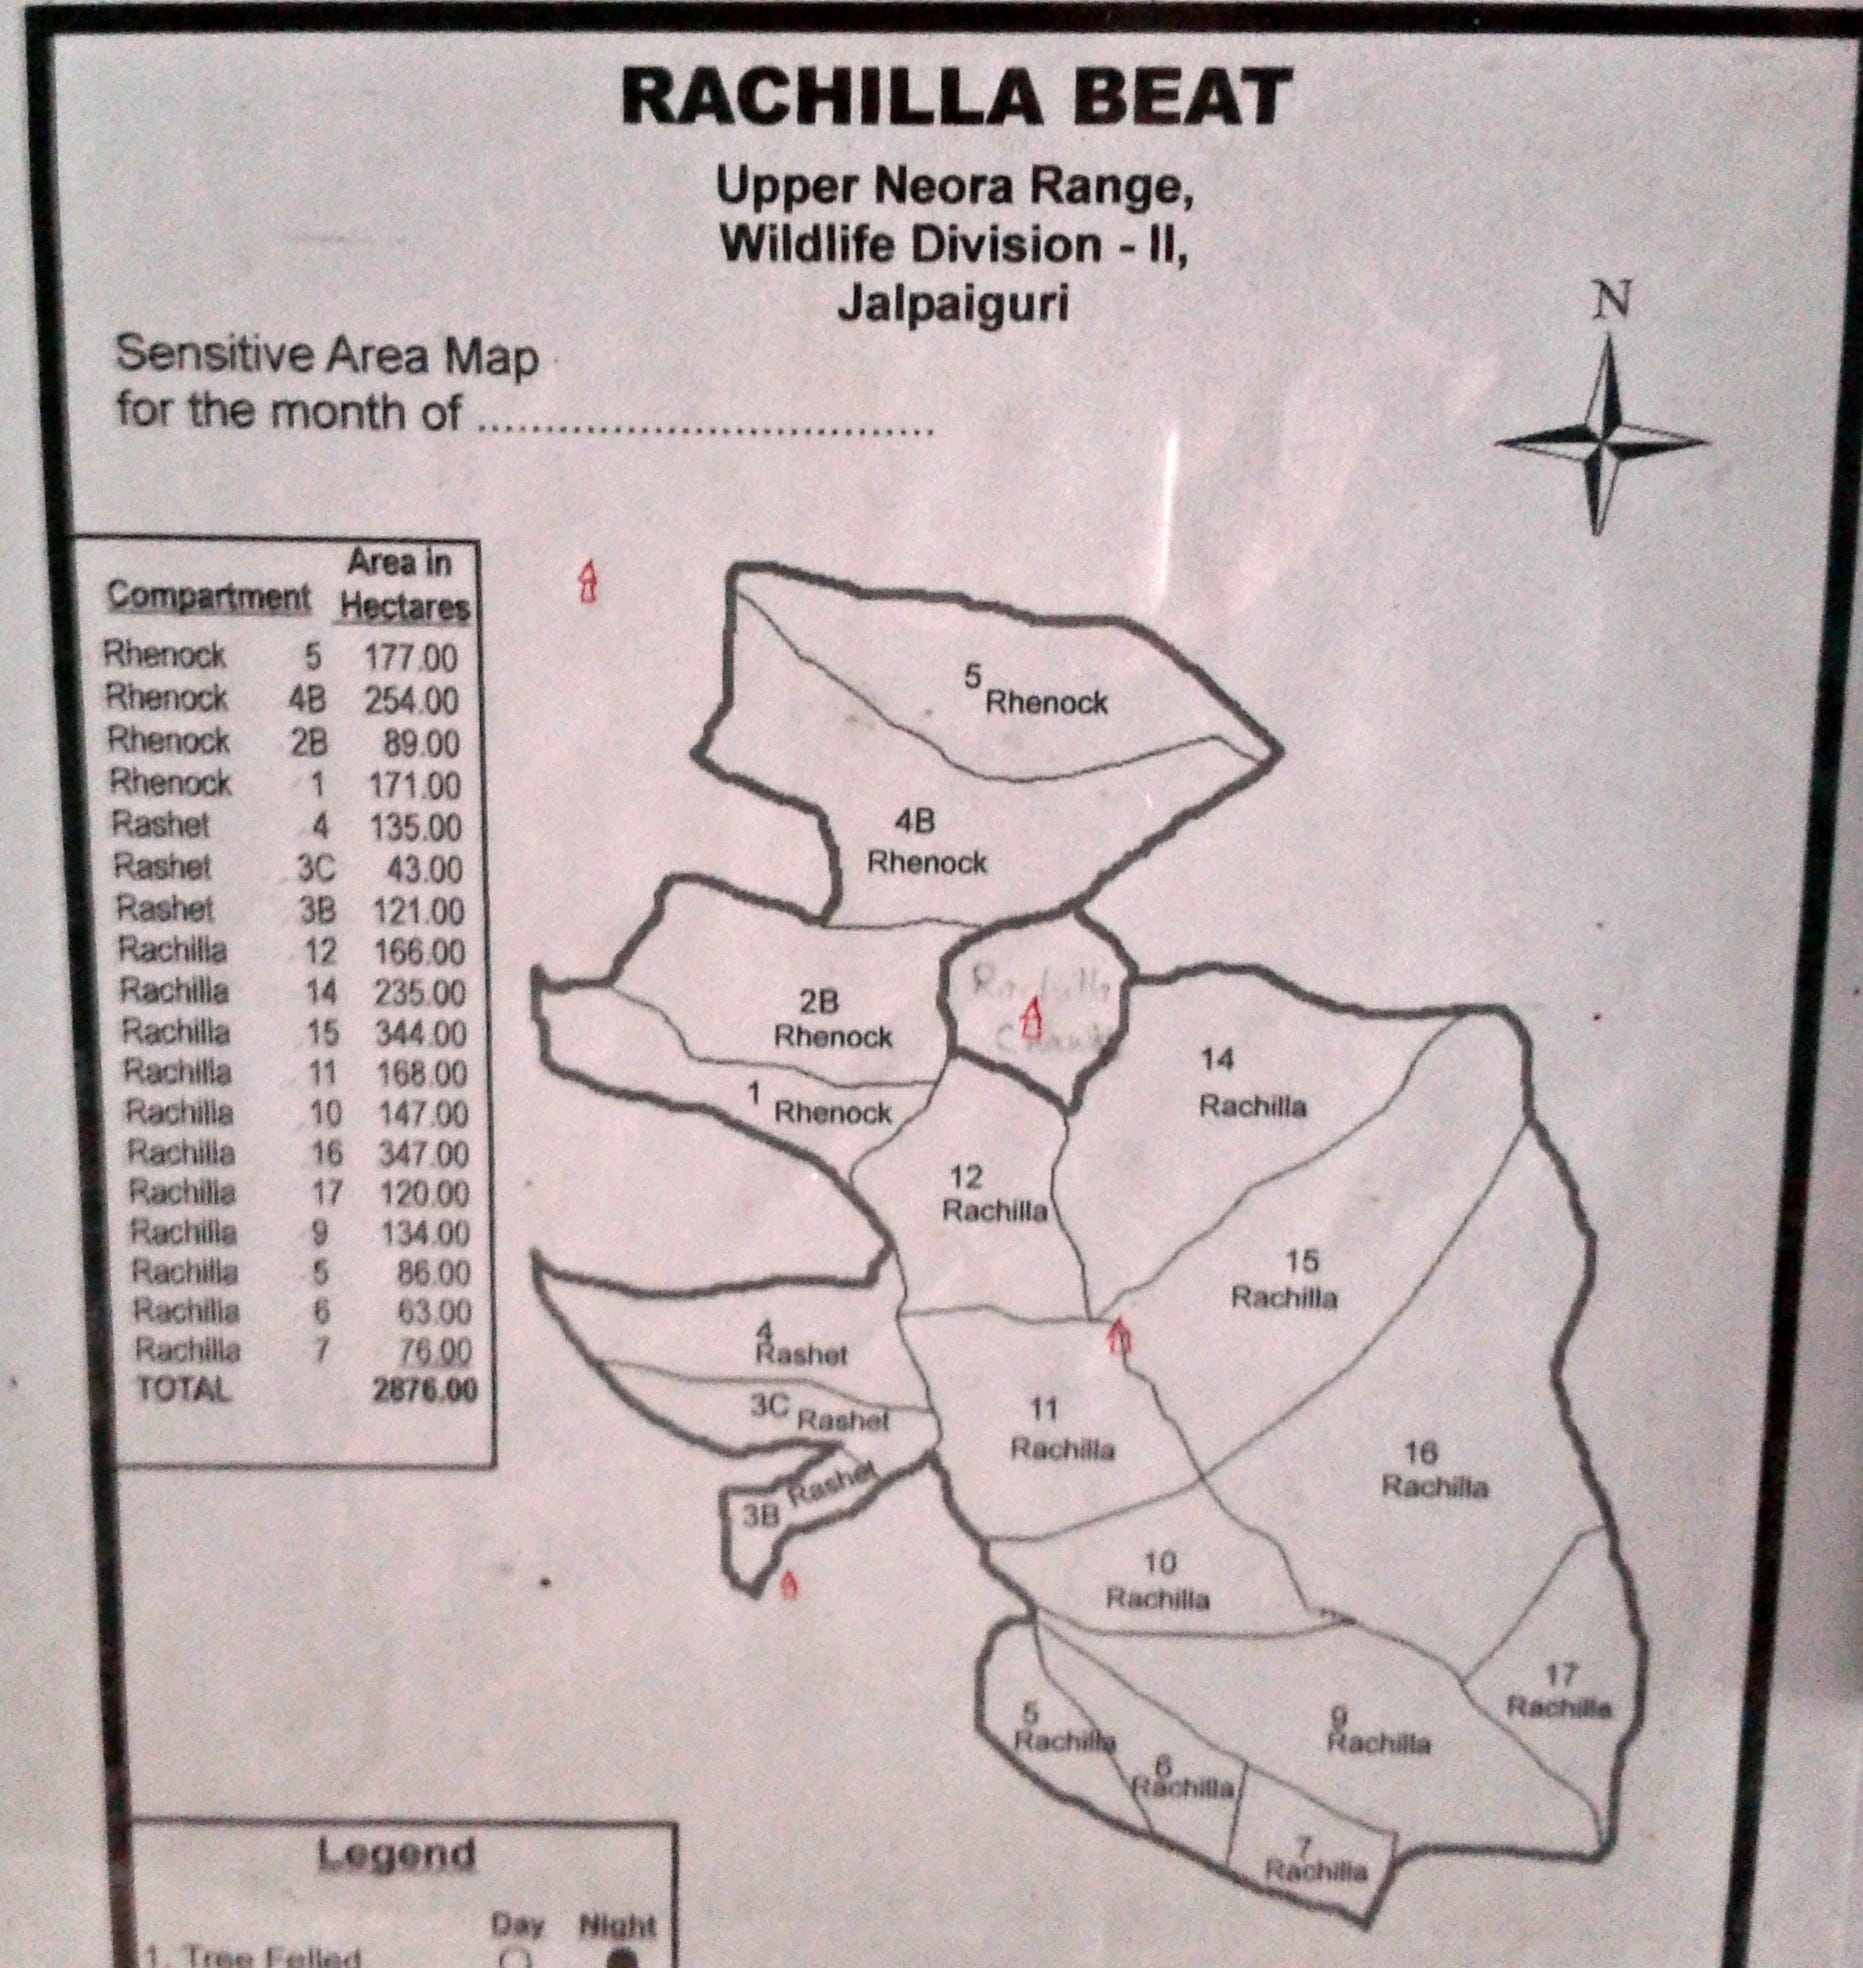 RACHILLA BEAT
Upper Neora Range,
Wildlife Division - II,
Jalpaiguri
N
Sensitive Area Map
for the month of ..................................
Compartment Area in Hectares
Rhenock 5 177.00
Rhenock 4B 254.00
Rhenock 2B 89.00
Rhenock 1 171.00
Rashet 4 135.00
Rashet 3C 43.00
Rashet 3B 121.00
Rachilla 12 166.00
Rachilla 14 235.00
Rachilla 15 344.00
Rachilla 11 168.00
Rachilla 10 147.00
Rachilla 16 347.00
Rachilla 17 120.00
Rachilla 9 134.00
Rachilla 5 86.00
Rachilla 6 63.00
Rachilla 7 76.00
TOTAL 2876.00
5
Rhenock
4B
Rhenock
2B
Rhenock
1
Rhenock
Rachilla
14
Rachilla
12
Rachilla
15
Rachilla
4
Rashet
3C Rashet
3B Rashet
11
Rachilla
16
Rachilla
10
Rachilla
17
Rachilla
5
Rachilla
6
Rachilla
9
Rachilla
7
Rachilla
Legend
Day Night
1. Tree Felled